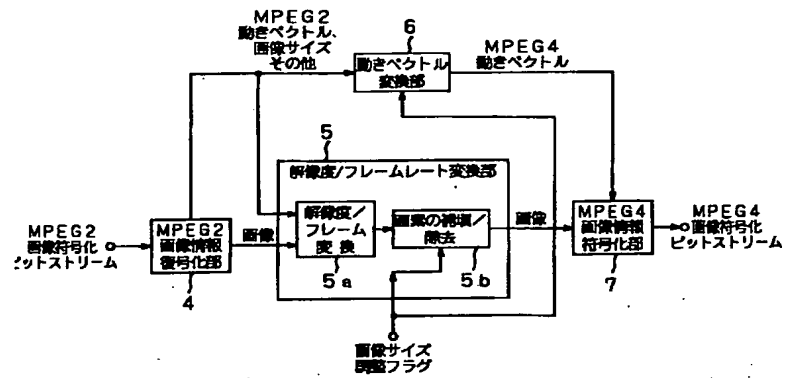 MPEG2
動きベクトル、
画像サイズ
その他
6
動きベクトル
変換部
MPEG4
動きベクトル
5
解像度/フレームレート変換部
MPEG2
画像符号化
ビットストリーム
MPEG2
画像情報
復号化部
4
画像
解像度/
フレーム
変換
5a
画素の補填/
除去
5b
画像
MPEG4
画像情報
符号化部
7
MPEG4
画像符号化
ビットストリーム
画像サイズ
調整フラグ